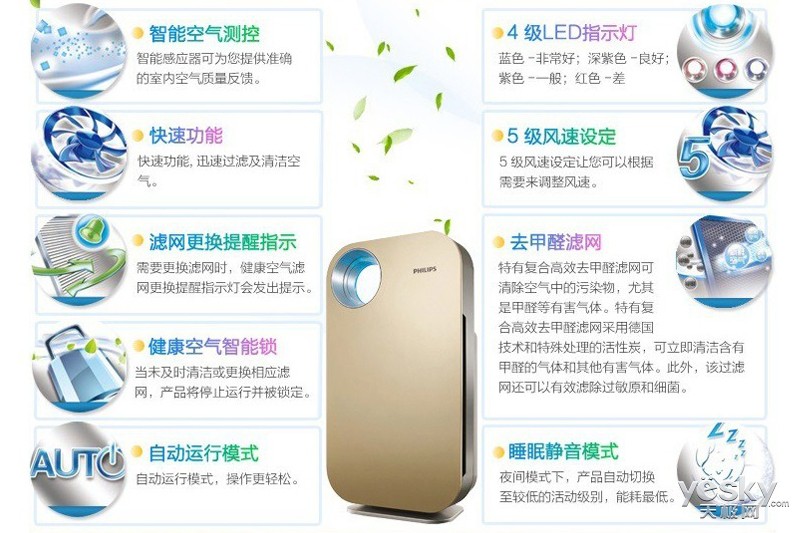 智能空气测控
智能感应器可为您提供准确
的室内空气质量反馈。
快速功能
快速功能, 迅速过滤及清洁空
气。
滤网更换提醒指示
需要更换滤网时，健康空气滤
网更换提醒指示灯会发出提示。
健康空气智能锁
当未及时清洁或更换相应滤
网，产品将停止运行并被锁定。
AUTO
自动运行模式
自动运行模式，操作更轻松。
PHILIPS
4 级LED指示灯
蓝色 -非常好；深紫色 -良好；
紫色 -一般；红色 -差
5 级风速设定
5 级风速设定让您可以根据
需要来调整风速。
5
去甲醛滤网
特有复合高效去甲醛滤网可
清除空气中的污染物，尤其
是甲醛等有害气体。特有复
合高效去甲醛滤网采用德国
技术和特殊处理的活性炭，可立即清洁含有
甲醛的气体和其他有害气体。此外，该过滤
网还可以有效滤除过敏原和细菌。
睡眠静音模式
夜间模式下，产品自动切换
至较低的活动级别，能耗最低。
ZZZZ
yesky.com
天极网